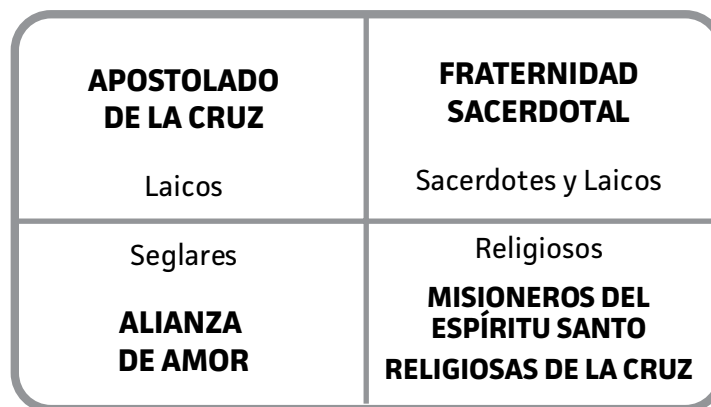 APOSTOLADO
DE LA CRUZ
Laicos
FRATERNIDAD
SACERDOTAL
Sacerdotes y Laicos
Seglares
ALIANZA
DE AMOR
Religiosos
MISIONEROS DEL
ESPÍRITU SANTO
RELIGIOSAS DE LA CRUZ